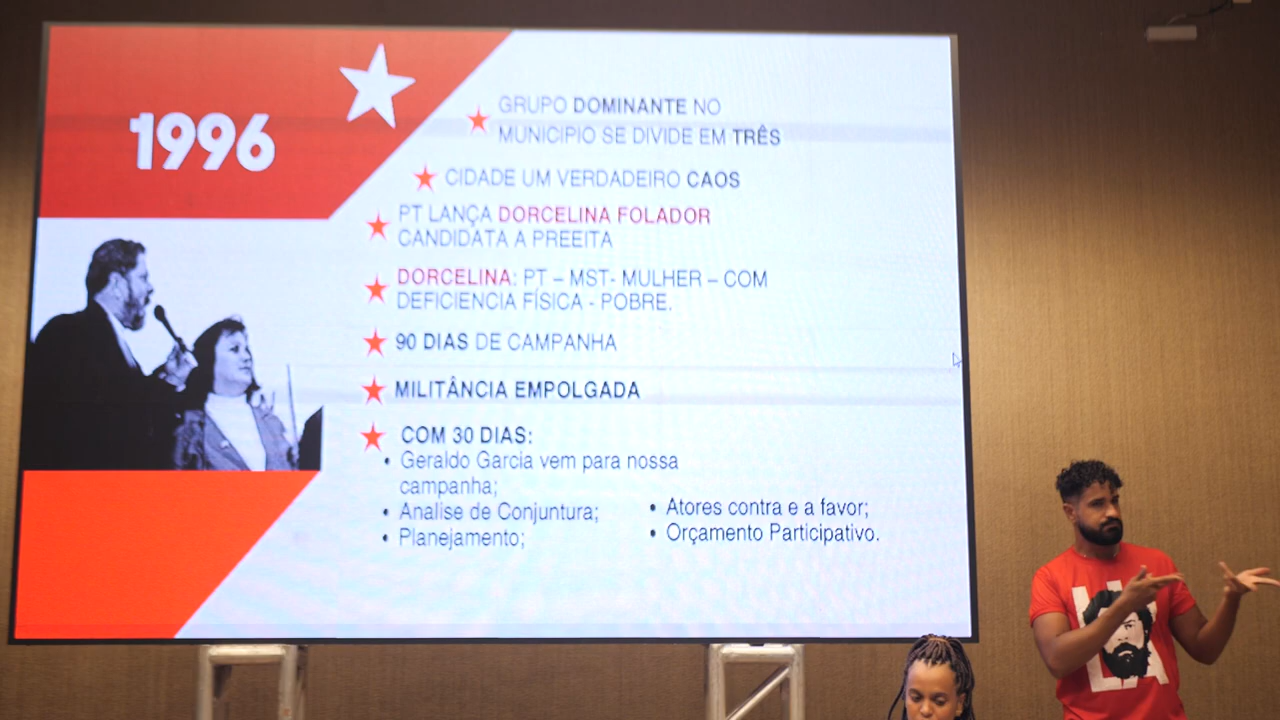 1996
GRUPO DOMINANTE NO
MUNICIPIO SE DIVIDE EM TRÊS
CIDADE UM VERDADEIRO CAOS
PT LANÇA DORCELINA FOLADOR
CANDIDATA A PREEITA
DORCELINA: PT – MST- MULHER – COM
DEFICIENCIA FÍSICA - POBRE.
90 DIAS DE CAMPANHA
MILITÂNCIA EMPOLGADA
COM 30 DIAS:
• Geraldo Garcia vem para nossa
campanha;
• Analise de Conjuntura;
• Planejamento;
• Atores contra e a favor;
• Orçamento Participativo.